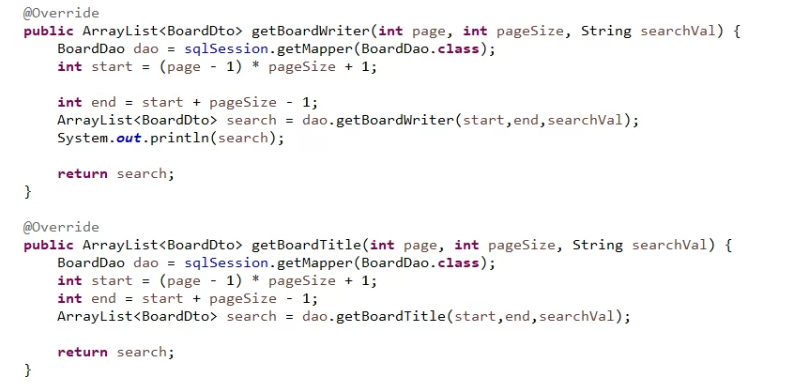 @Override
public ArrayList<BoardDto> getBoardWriter(int page, int pageSize, String searchVal) {
BoardDao dao = sqlSession.getMapper(BoardDao.class);
int start = (page - 1) * pageSize + 1;
int end = start + pageSize - 1;
ArrayList<BoardDto> search = dao.getBoardWriter(start,end,searchVal);
System.out.println(search);
return search;
}
@Override
public ArrayList<BoardDto> getBoardTitle(int page, int pageSize, String searchVal) {
BoardDao dao = sqlSession.getMapper(BoardDao.class);
int start = (page - 1) * pageSize + 1;
int end = start + pageSize - 1;
ArrayList<BoardDto> search = dao.getBoardTitle(start,end,searchVal);
return search;
}